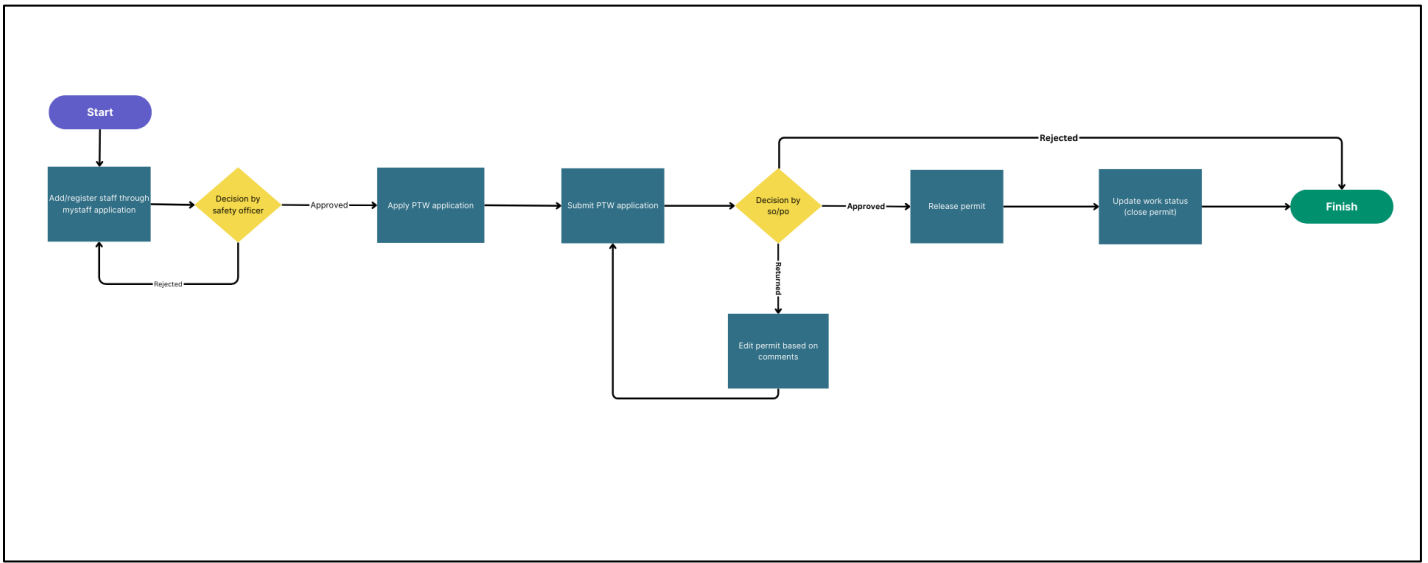 Start
Add/register staff through
mystaff application
Decision by
safety officer
Approved
Rejected
Apply PTW application
Submit PTW application
Decision by
so/po
Rejected
Approved
Returned
Edit permit based on
comments
Release permit
Update work status
(close permit)
Finish